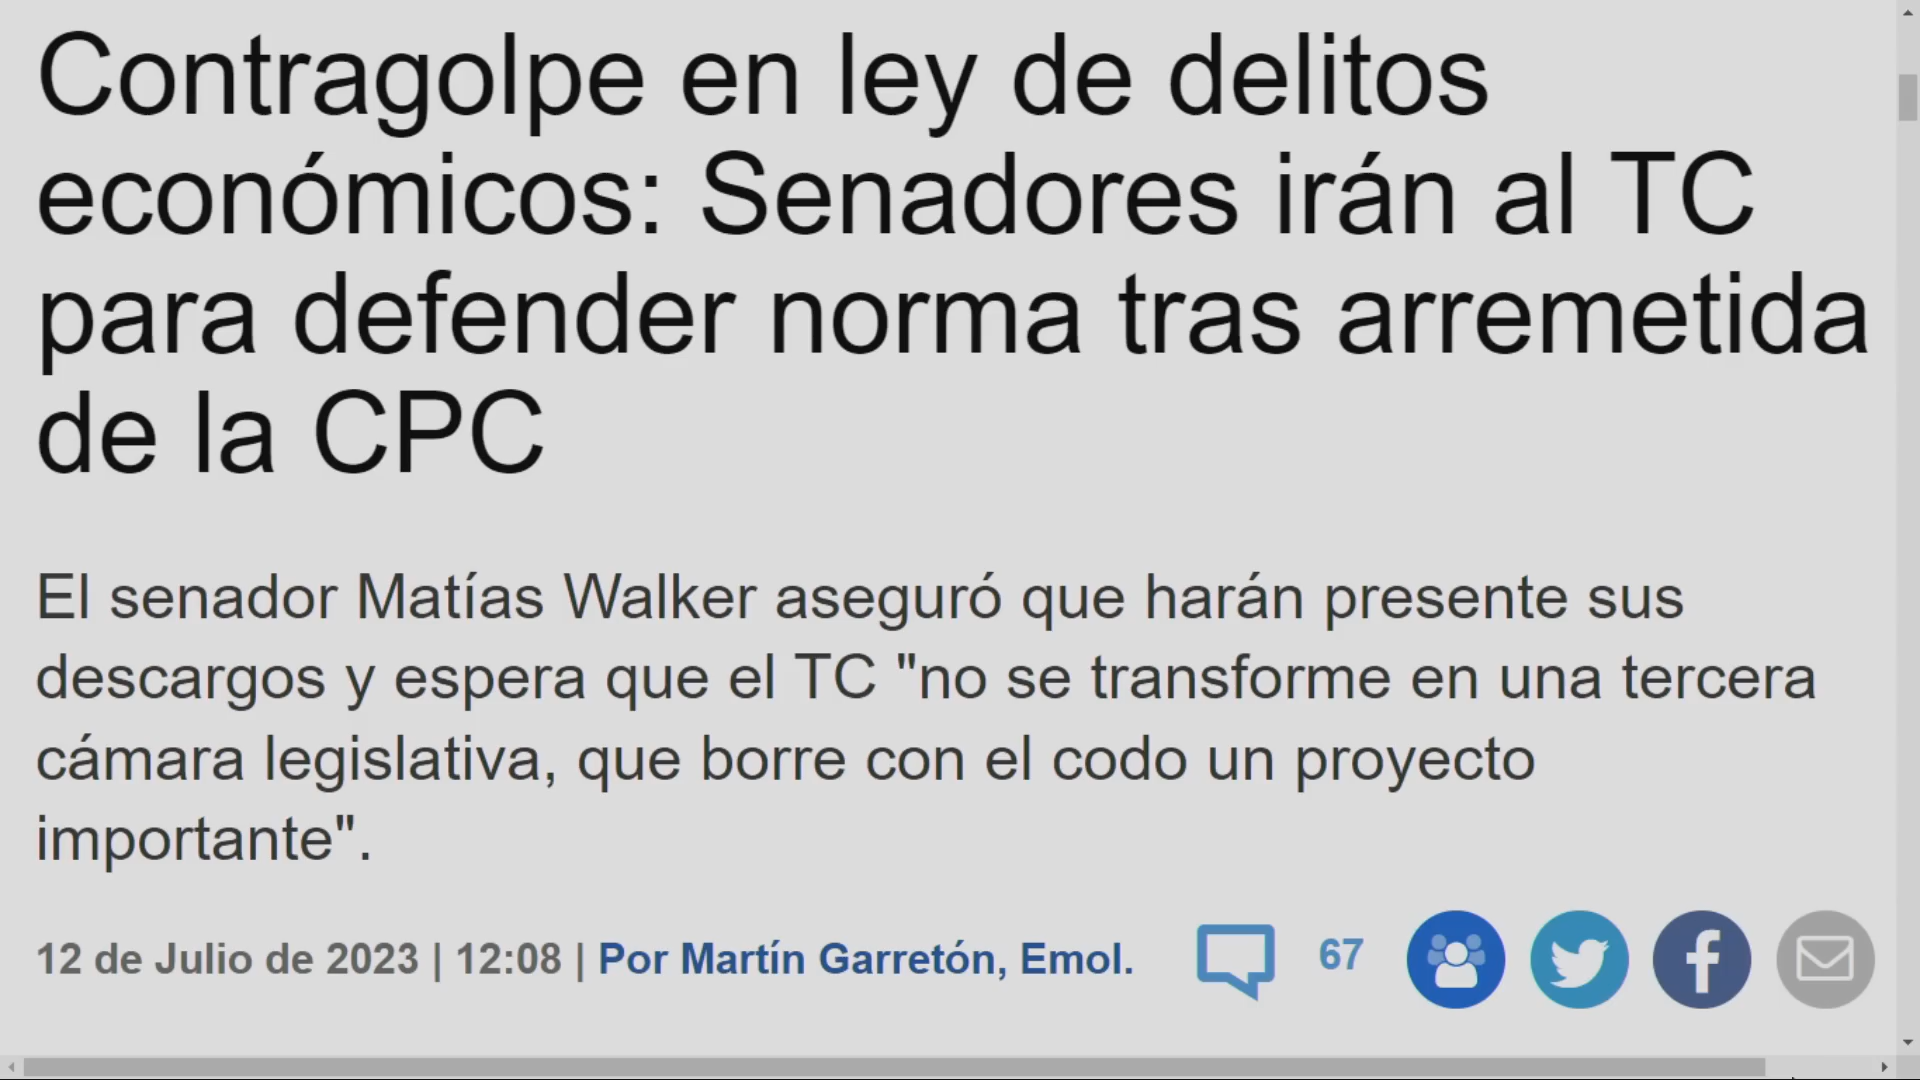 Contragolpe en ley de delitos
económicos: Senadores irán al TC
para defender norma tras arremetida
de la CPC
El senador Matías Walker aseguró que harán presente sus
descargos y espera que el TC "no se transforme en una tercera
cámara legislativa, que borre con el codo un proyecto
importante".
12 de Julio de 2023 | 12:08 | Por Martín Garretón, Emol. 67